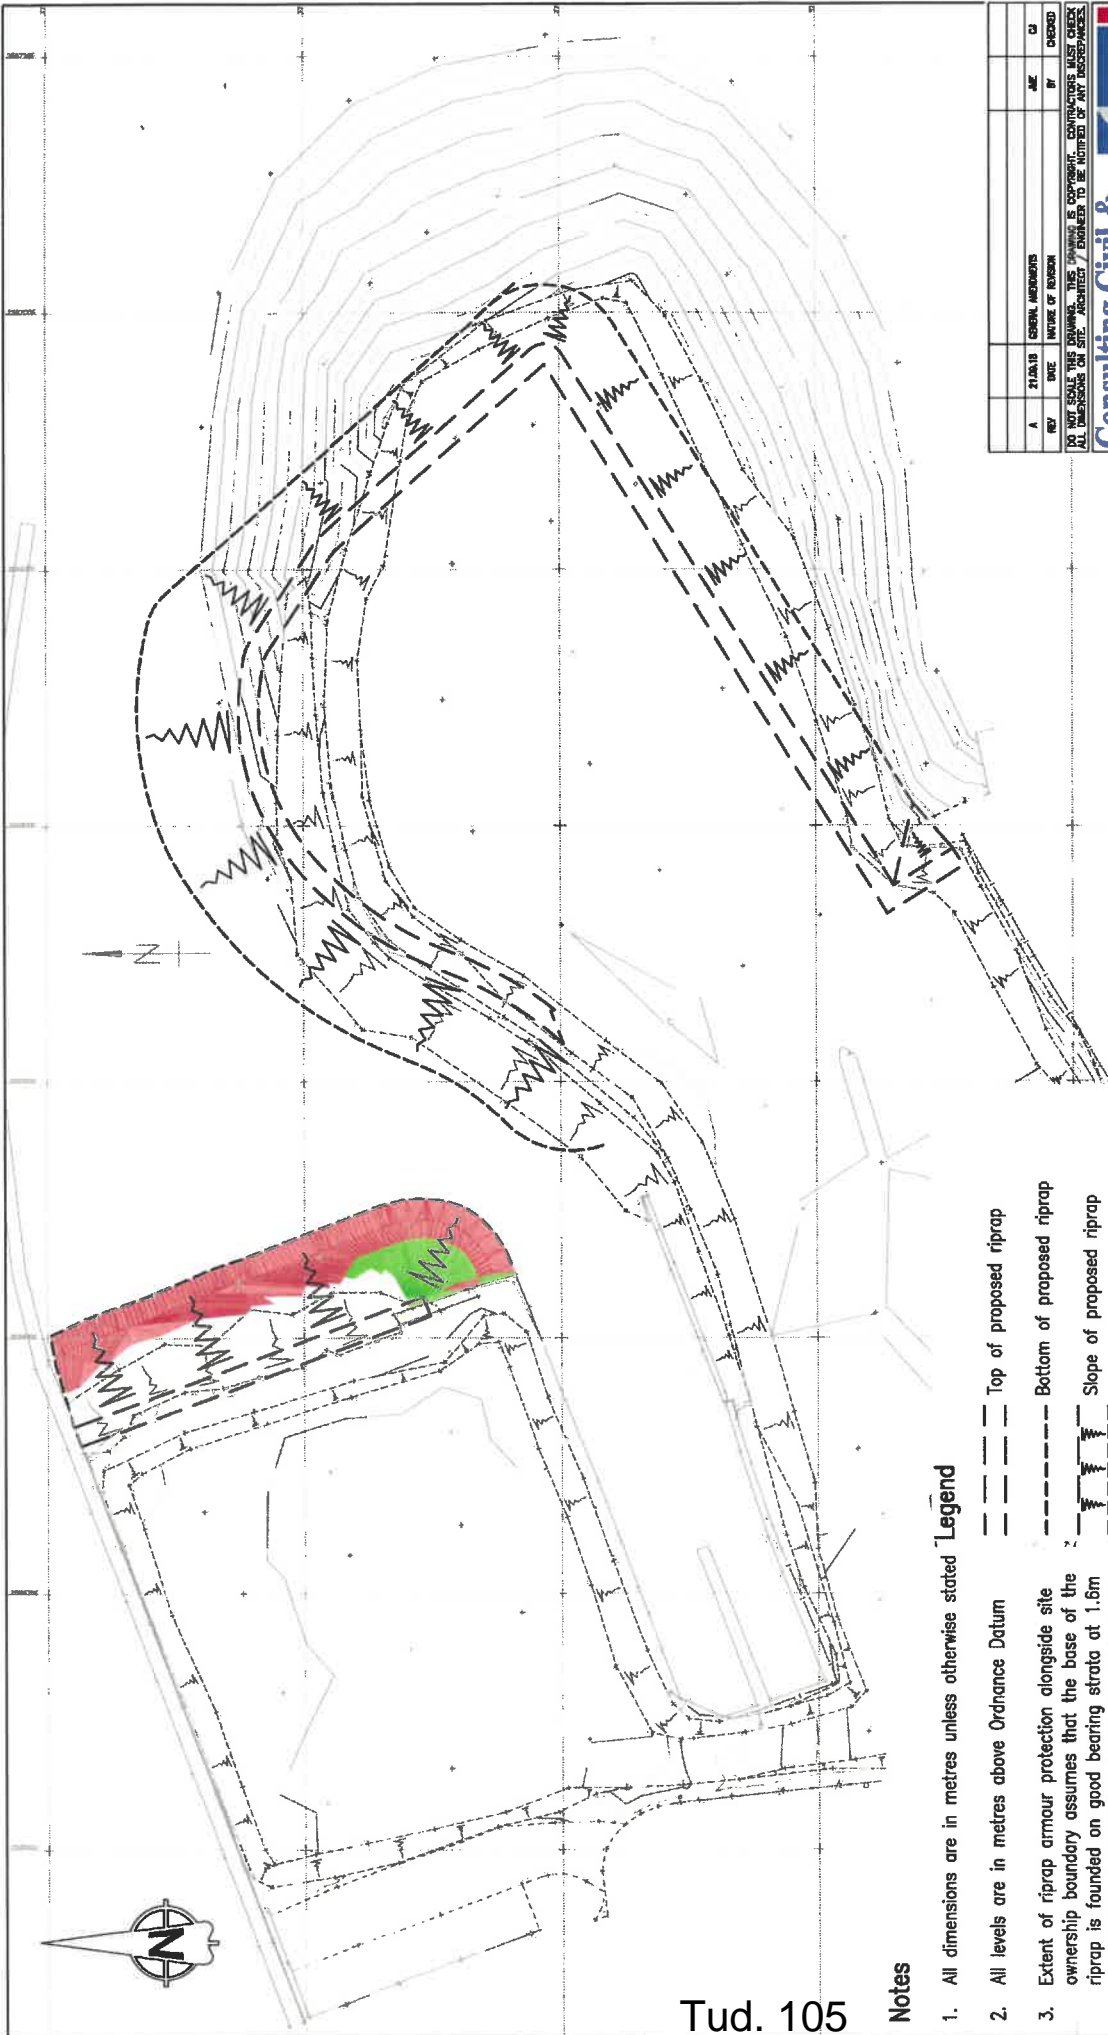 N
N
Notes
1. All dimensions are in metres unless otherwise stated
2. All levels are in metres above Ordnance Datum
3. Extent of riprap armour protection alongside site
ownership boundary assumes that the base of the
riprap is founded on good bearing strata at 1.6m
Legend
Top of proposed riprap
Bottom of proposed riprap
Slope of proposed riprap
A 21.09.18 GENERAL AMENDMENTS JME CJ
REV DATE NATURE OF REVISION BY CHECKED
DO NOT SCALE THIS DRAWING. THIS DRAWING IS COPYRIGHT. CONTRACTORS MUST CHECK
ALL DIMENSIONS ON SITE. ARCHITECT / ENGINEER TO BE NOTIFIED OF ANY DISCREPANCIES.
Consulting Civil &
Tud. 105